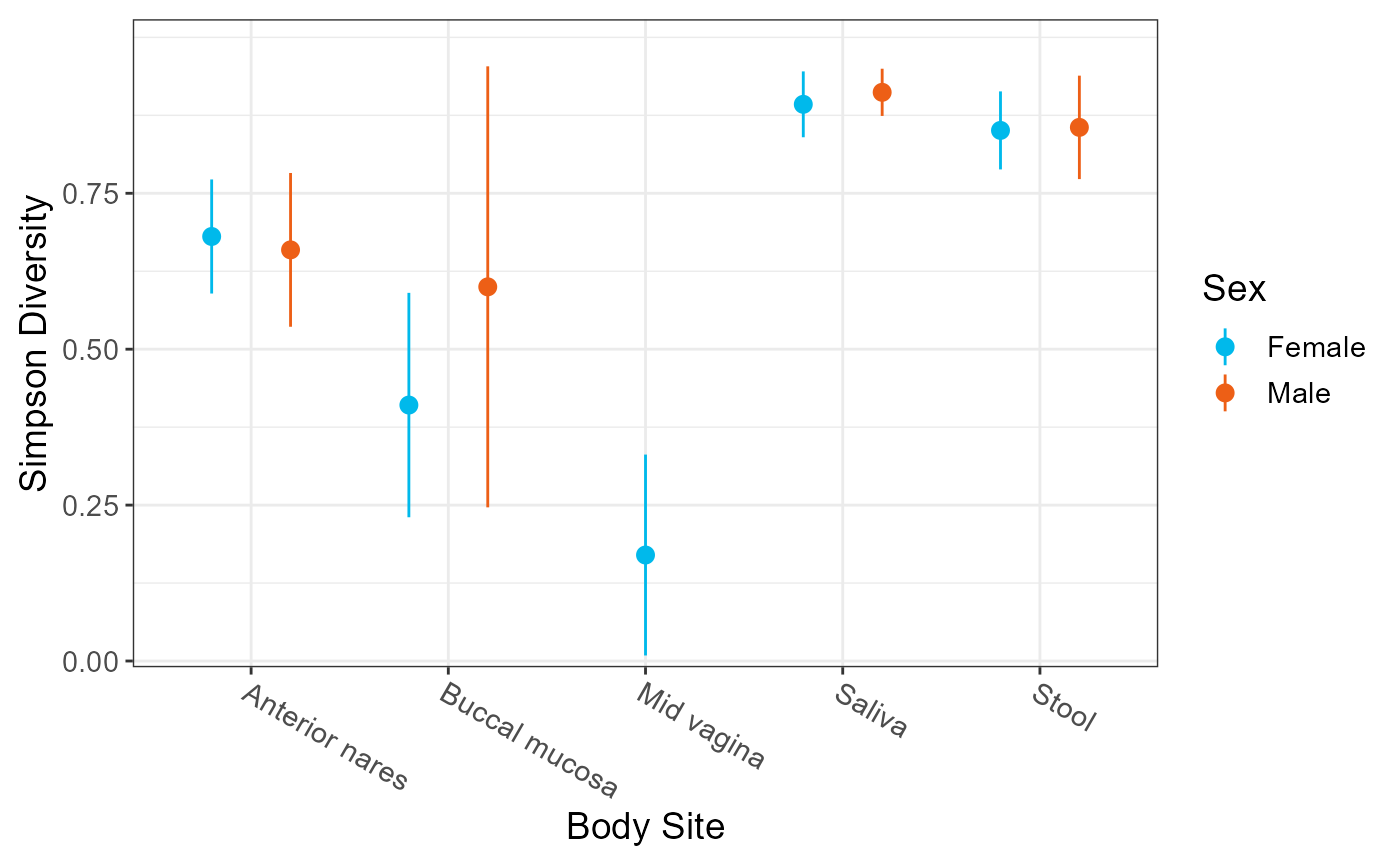 Simpson Diversity
0.75
0.50
0.25
0.00
Anterior nares
Buccal mucosa
Mid vagina
Saliva
Stool
Body Site
Sex
Female
Male